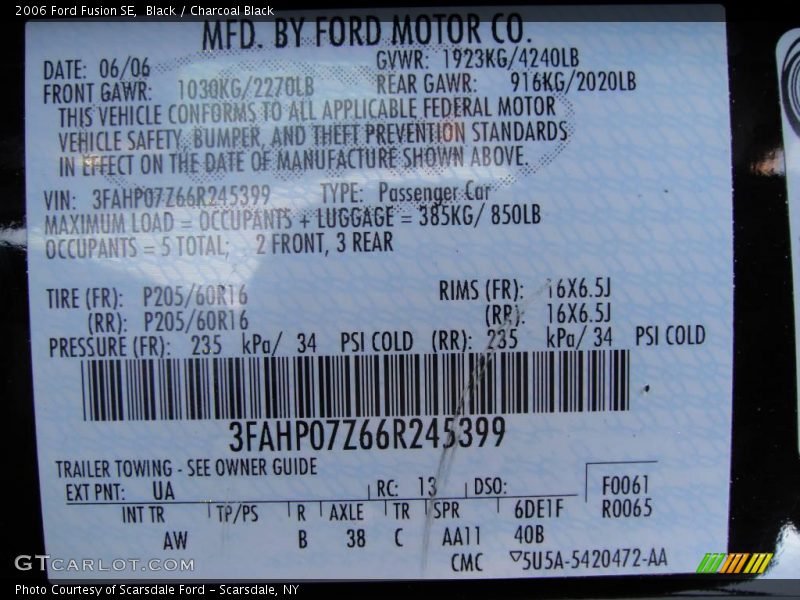 2006 Ford Fusion SE, Black / Charcoal Black
MFD. BY FORD MOTOR CO.
DATE: 06/06 GVWR: 1923KG/4240LB
FRONT GAWR: 1030KG/2270LB REAR GAWR: 916KG/2020LB
THIS VEHICLE CONFORMS TO ALL APPLICABLE FEDERAL MOTOR
VEHICLE SAFETY, BUMPER, AND THEFT PREVENTION STANDARDS
IN EFFECT ON THE DATE OF MANUFACTURE SHOWN ABOVE.
VIN: 3FAHP07Z66R245399 TYPE: Passenger Car
MAXIMUM LOAD = OCCUPANTS + LUGGAGE = 385KG/ 850LB
OCCUPANTS = 5 TOTAL; 2 FRONT, 3 REAR
TIRE (FR): P205/60R16 RIMS (FR): 16X6.5J
(RR): P205/60R16 (RR): 16X6.5J
PRESSURE (FR): 235 kPa/ 34 PSI COLD (RR): 235 kPa/ 34 PSI COLD
3FAHP07Z66R245399
TRAILER TOWING - SEE OWNER GUIDE
EXT PNT: UA RC: 13 DSO: F0061
INT TR TP/PS R AXLE TR SPR 6DE1F R0065
AW B 38 C AA11 40B
CMC 5U5A-5420472-AA
GTCARLOT.COM
Photo Courtesy of Scarsdale Ford – Scarsdale, NY